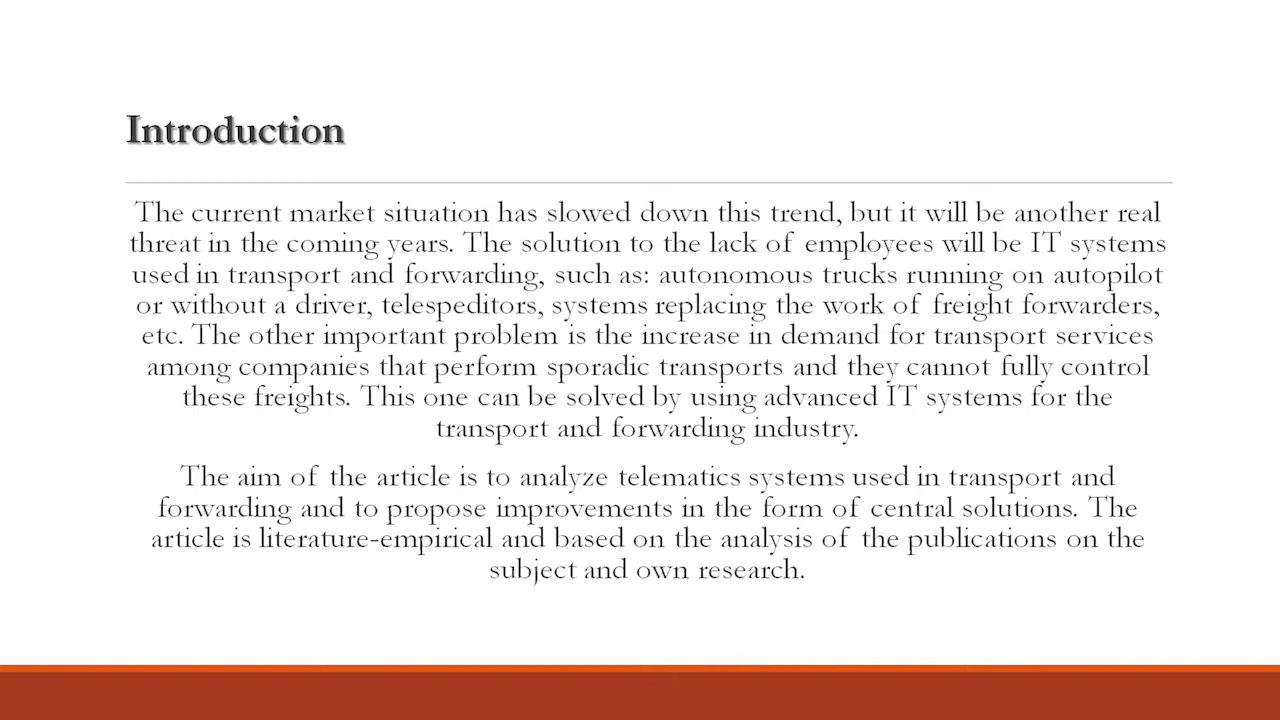 Introduction
The current market situation has slowed down this trend, but it will be another real
threat in the coming years. The solution to the lack of employees will be IT systems
used in transport and forwarding, such as: autonomous trucks running on autopilot
or without a driver, telespeditors, systems replacing the work of freight forwarders,
etc. The other important problem is the increase in demand for transport services
among companies that perform sporadic transports and they cannot fully control
these freights. This one can be solved by using advanced IT systems for the
transport and forwarding industry.
The aim of the article is to analyze telematics systems used in transport and
forwarding and to propose improvements in the form of central solutions. The
article is literature-empirical and based on the analysis of the publications on the
subject and own research.